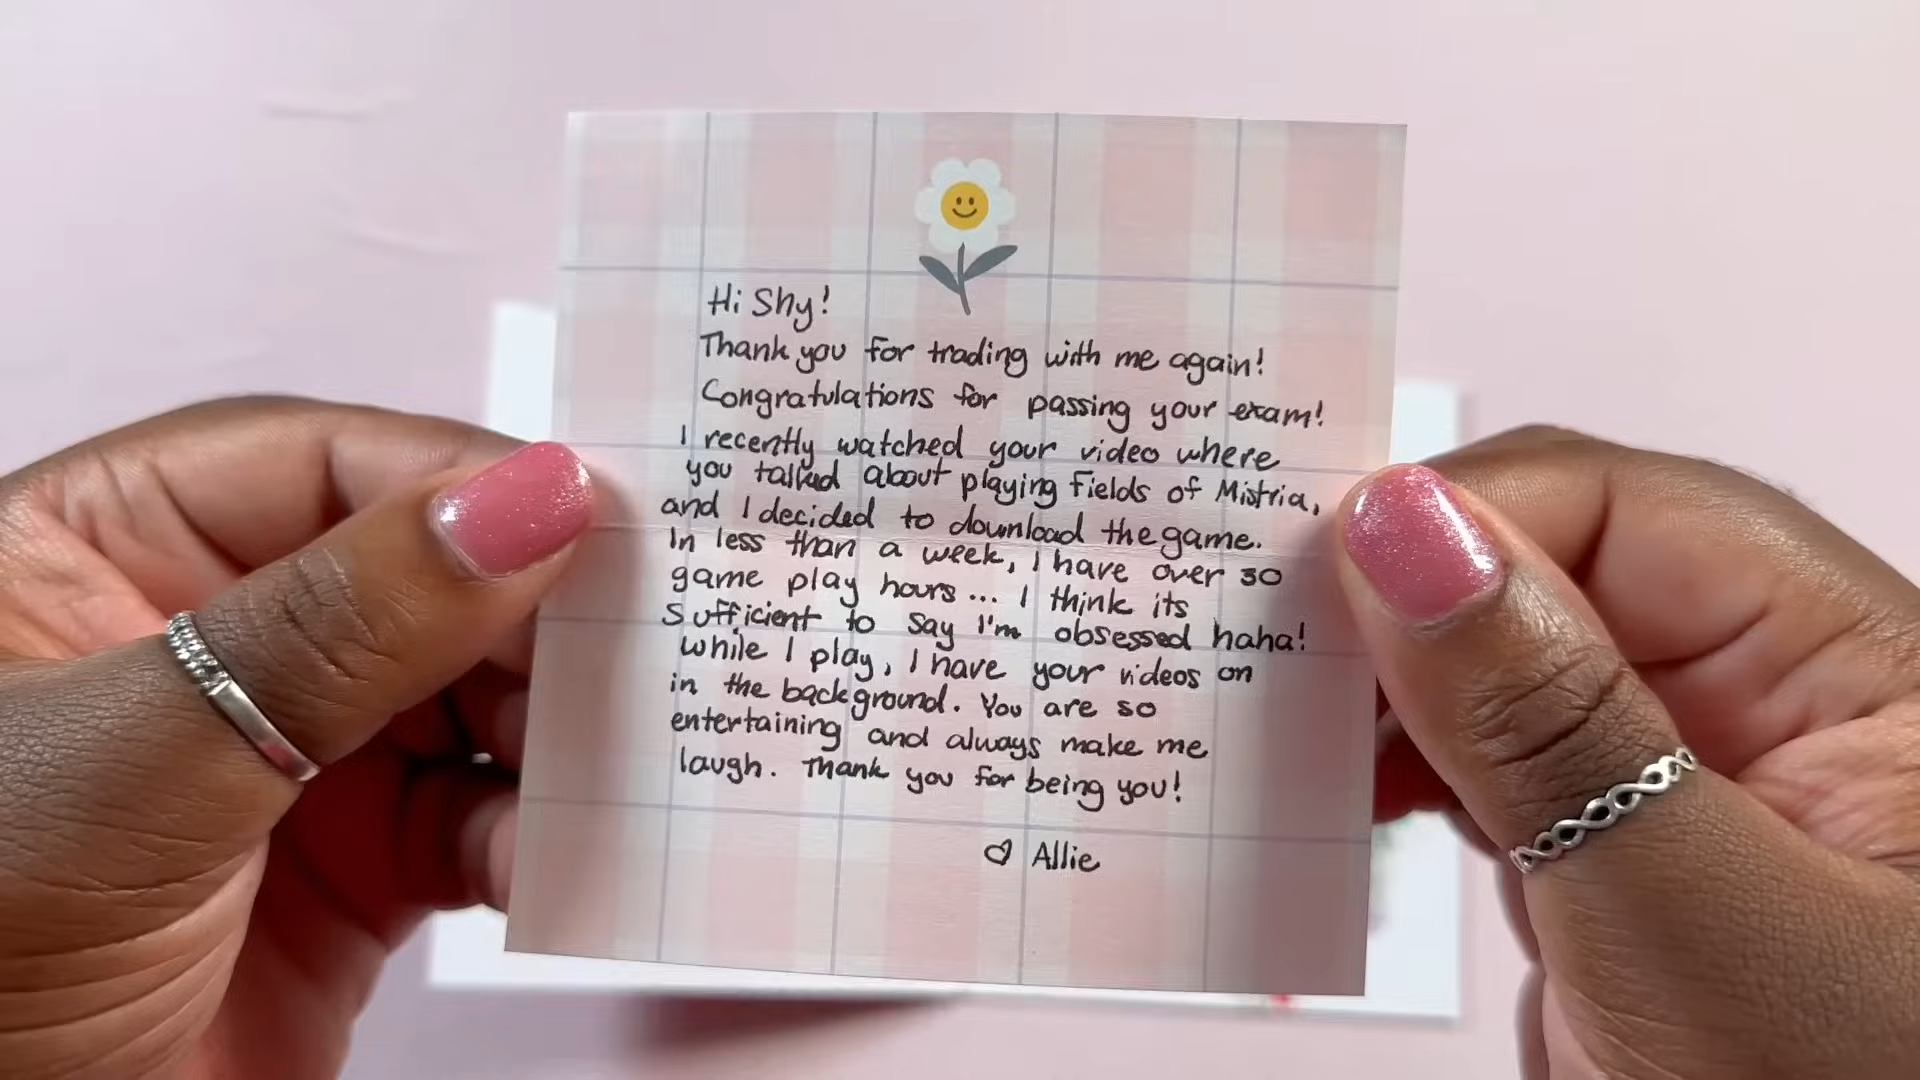 Hi Shy!
Thank you for trading with me again!
Congratulations for passing your exam!
I recently watched your video where
you talked about playing Fields of Mistria,
and I decided to download the game.
In less than a week, I have over 30
game play hours... I think its
Sufficient to say I'm obsessed haha!
While I play, I have your videos on
in the background. You are so
entertaining and always make me
laugh. Thank you for being you!
♡ Allie